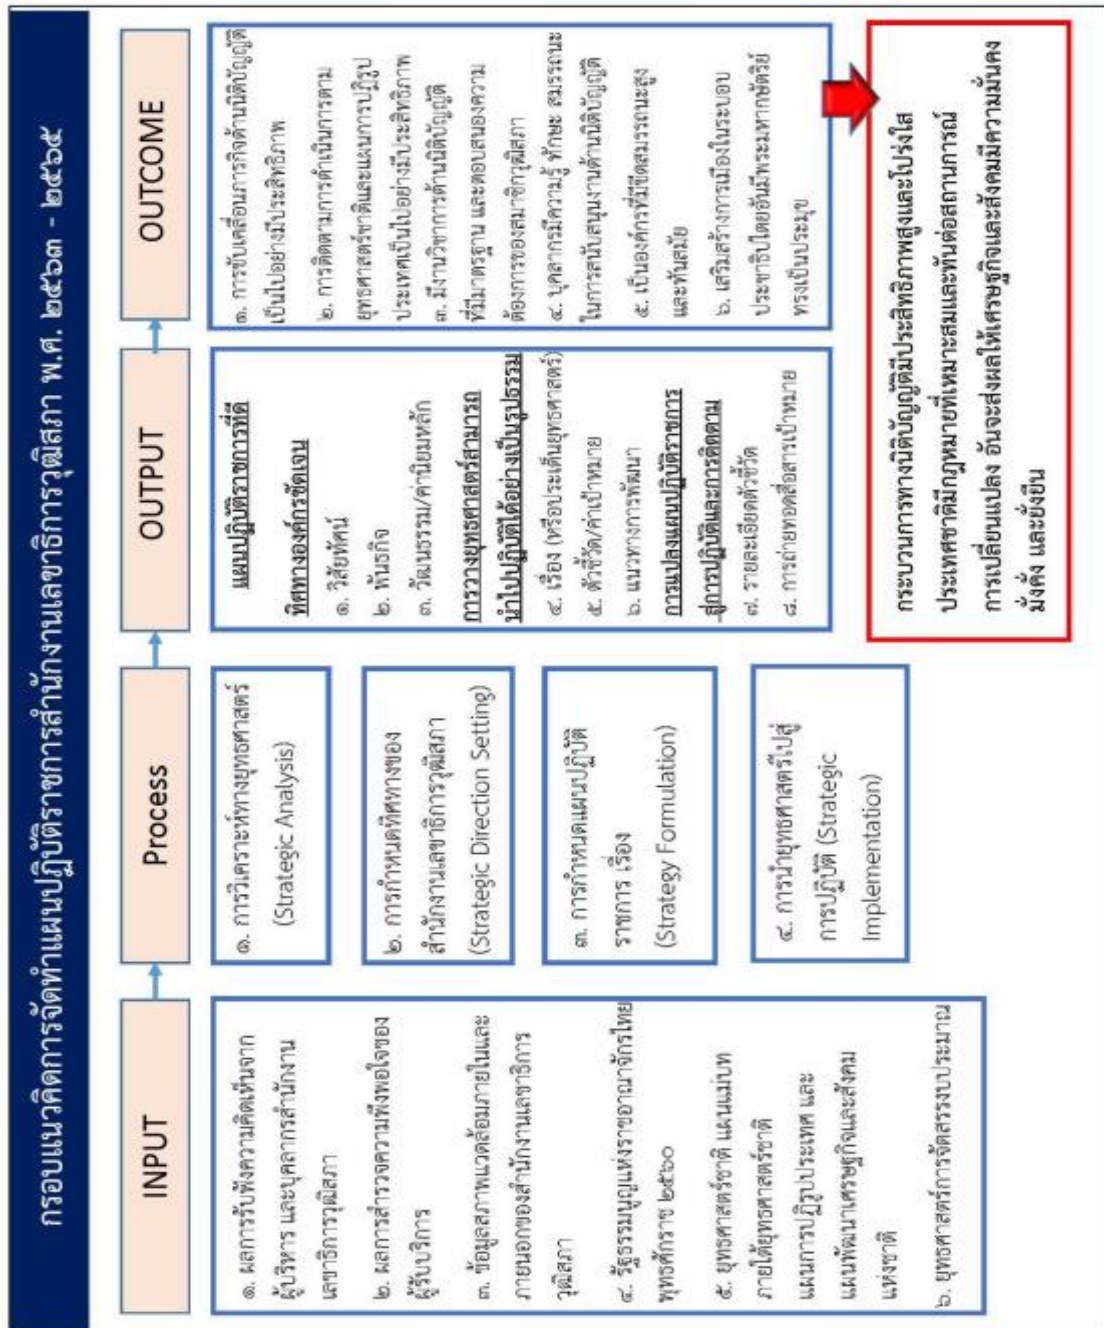 กรอบแนวคิดการจัดทำแผนปฏิบัติราชการสำนักงานเลขาธิการวุฒิสภา พ.ศ. ๒๕๖๓ - ๒๕๖๕
INPUT
๑. ผลการรับฟังความคิดเห็นจาก
ผู้บริหาร และบุคลากรสำนักงาน
เลขาธิการวุฒิสภา
๒. ผลการสำรวจความพึงพอใจของ
ผู้รับบริการ
๓. ข้อมูลสภาพแวดล้อมภายในและ
ภายนอกของสำนักงานเลขาธิการ
วุฒิสภา
๔. รัฐธรรมนูญแห่งราชอาณาจักรไทย
พุทธศักราช ๒๕๖๐
๕. ยุทธศาสตร์ชาติ แผนแม่บท
ภายใต้ยุทธศาสตร์ชาติ
แผนการปฏิรูปประเทศ และ
แผนพัฒนาเศรษฐกิจและสังคม
แห่งชาติ
๖. ยุทธศาสตร์การจัดสรรงบประมาณ
Process
๑. การวิเคราะห์ทางยุทธศาสตร์
(Strategic Analysis)
๒. การกำหนดทิศทางของ
สำนักงานเลขาธิการวุฒิสภา
(Strategic Direction Setting)
๓. การกำหนดแผนปฏิบัติ
ราชการ เรื่อง
(Strategy Formulation)
๔. การนำยุทธศาสตร์ไปสู่
การปฏิบัติ (Strategic
Implementation)
OUTPUT
แผนปฏิบัติราชการที่ดี
ทิศทางองค์กรชัดเจน
๑. วิสัยทัศน์
๒. พันธกิจ
๓. วัฒนธรรม/ค่านิยมหลัก
การวางยุทธศาสตร์สามารถ
นำไปปฏิบัติได้อย่างเป็นรูปธรรม
๔. เรื่อง (หรือประเด็นยุทธศาสตร์)
๕. ตัวชี้วัด/ค่าเป้าหมาย
๖. แนวทางการพัฒนา
การแปลงแผนปฏิบัติราชการ
สู่การปฏิบัติและการติดตาม
๗. รายละเอียดตัวชี้วัด
๘. การถ่ายทอดสื่อสารเป้าหมาย
OUTCOME
๑. การขับเคลื่อนภารกิจด้านนิติบัญญัติ
เป็นไปอย่างมีประสิทธิภาพ
๒. การติดตามการดำเนินการตาม
ยุทธศาสตร์ชาติและแผนการปฏิรูป
ประเทศเป็นไปอย่างมีประสิทธิภาพ
๓. มีงานวิชาการด้านนิติบัญญัติ
ที่มีมาตรฐาน และตอบสนองความ
ต้องการของสมาชิกวุฒิสภา
๔. บุคลากรมีความรู้ ทักษะ สมรรถนะ
ในการสนับสนุนงานด้านนิติบัญญัติ
๕. เป็นองค์กรที่มีขีดสมรรถนะสูง
และทันสมัย
๖. เสริมสร้างการเมืองในระบอบ
ประชาธิปไตยอันมีพระมหากษัตริย์
ทรงเป็นประมุข
กระบวนการทางนิติบัญญัติมีประสิทธิภาพสูงและโปร่งใส
ประเทศชาติมีกฎหมายที่เหมาะสมและทันต่อสถานการณ์
การเปลี่ยนแปลง อันจะส่งผลให้เศรษฐกิจและสังคมมีความมั่นคง
มั่งคั่ง และยั่งยืน